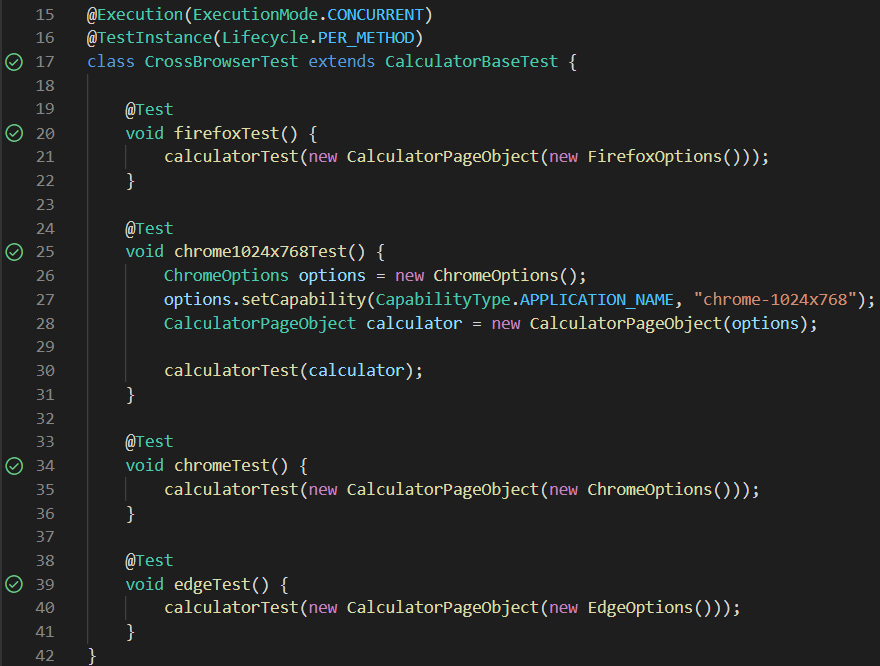 15 @Execution(ExecutionMode.CONCURRENT)
16 @TestInstance(Lifecycle.PER_METHOD)
17 class CrossBrowserTest extends CalculatorBaseTest {
18
19     @Test
20     void firefoxTest() {
21         calculatorTest(new CalculatorPageObject(new FirefoxOptions()));
22     }
23
24     @Test
25     void chrome1024x768Test() {
26         ChromeOptions options = new ChromeOptions();
27         options.setCapability(CapabilityType.APPLICATION_NAME, "chrome-1024x768");
28         CalculatorPageObject calculator = new CalculatorPageObject(options);
29
30         calculatorTest(calculator);
31     }
32
33     @Test
34     void chromeTest() {
35         calculatorTest(new CalculatorPageObject(new ChromeOptions()));
36     }
37
38     @Test
39     void edgeTest() {
40         calculatorTest(new CalculatorPageObject(new EdgeOptions()));
41     }
42 }